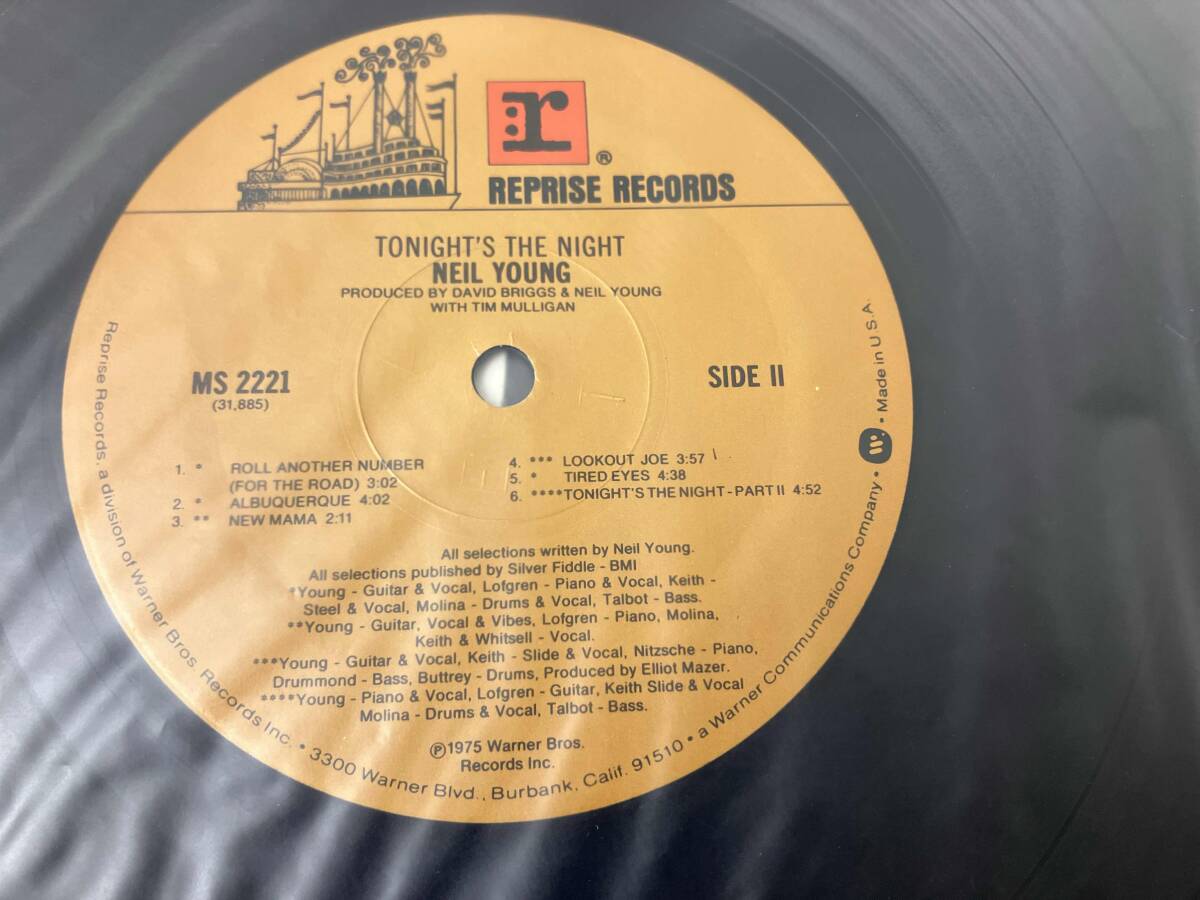 r
®
REPRISE RECORDS
TONIGHT'S THE NIGHT
NEIL YOUNG
PRODUCED BY DAVID BRIGGS & NEIL YOUNG
WITH TIM MULLIGAN
MS 2221
(31,885)
SIDE II
1. * ROLL ANOTHER NUMBER
(FOR THE ROAD) 3:02
2. * ALBUQUERQUE 4:02
3. ** NEW MAMA 2:11
4. *** LOOKOUT JOE 3:57
5. * TIRED EYES 4:38
6. ****TONIGHT'S THE NIGHT - PART II 4:52
All selections written by Neil Young.
All selections published by Silver Fiddle - BMI
*Young - Guitar & Vocal, Lofgren - Piano & Vocal, Keith -
Steel & Vocal, Molina - Drums & Vocal, Talbot - Bass.
**Young - Guitar, Vocal & Vibes, Lofgren - Piano, Molina,
Keith & Whitsell - Vocal.
***Young - Guitar & Vocal, Keith - Slide & Vocal, Nitzsche - Piano,
Drummond - Bass, Buttrey - Drums, Produced by Elliot Mazer.
****Young - Piano & Vocal, Lofgren - Guitar, Keith Slide & Vocal
Molina - Drums & Vocal, Talbot - Bass.
℗1975 Warner Bros.
Records Inc.
Reprise Records, a division of Warner Bros. Records Inc. • 3300 Warner Blvd., Burbank, Calif. 91510 • a Warner Communications Company • W • Made in U.S.A.